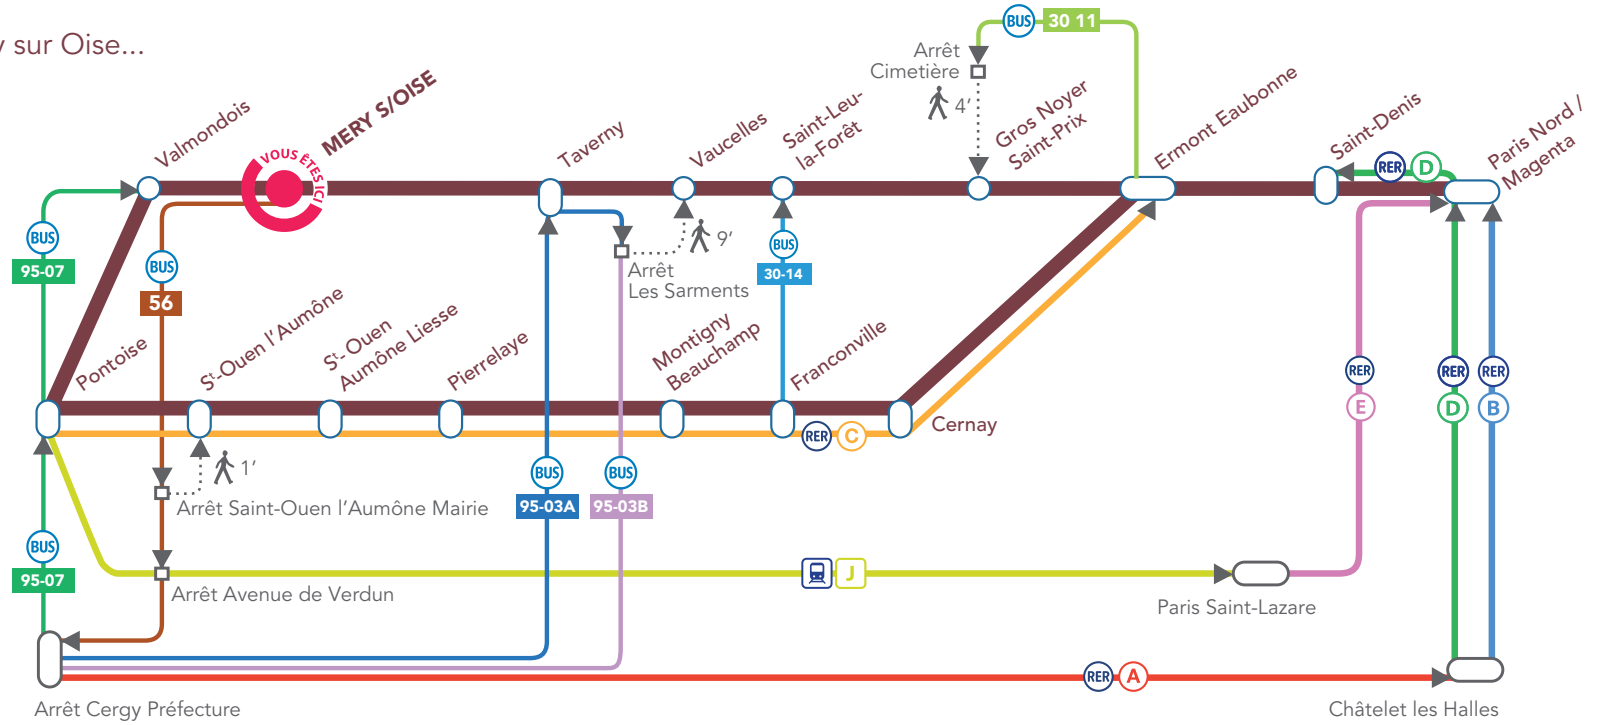 y sur Oise...
BUS
30 11
Arrêt
Cimetière
4'
Valmondois
VOUS ÊTES ICI
MERY S/OISE
Taverny
Vaucelles
Saint-Leu-
la-Forêt
Gros Noyer
Saint-Prix
Ermont Eaubonne
Saint-Denis
RER
D
Paris Nord /
Magenta
BUS
95-07
BUS
56
9'
Arrêt
Les Sarments
BUS
30-14
Pontoise
St-Ouen l'Aumône
St- Ouen
Aumône Liesse
Pierrelaye
Montigny
Beauchamp
Franconville
Cernay
RER
C
RER
E
RER
D
RER
B
1'
Arrêt Saint-Ouen l'Aumône Mairie
BUS
95-03A
BUS
95-03B
BUS
95-07
J
Arrêt Avenue de Verdun
Paris Saint-Lazare
RER
A
Arrêt Cergy Préfecture
Châtelet les Halles